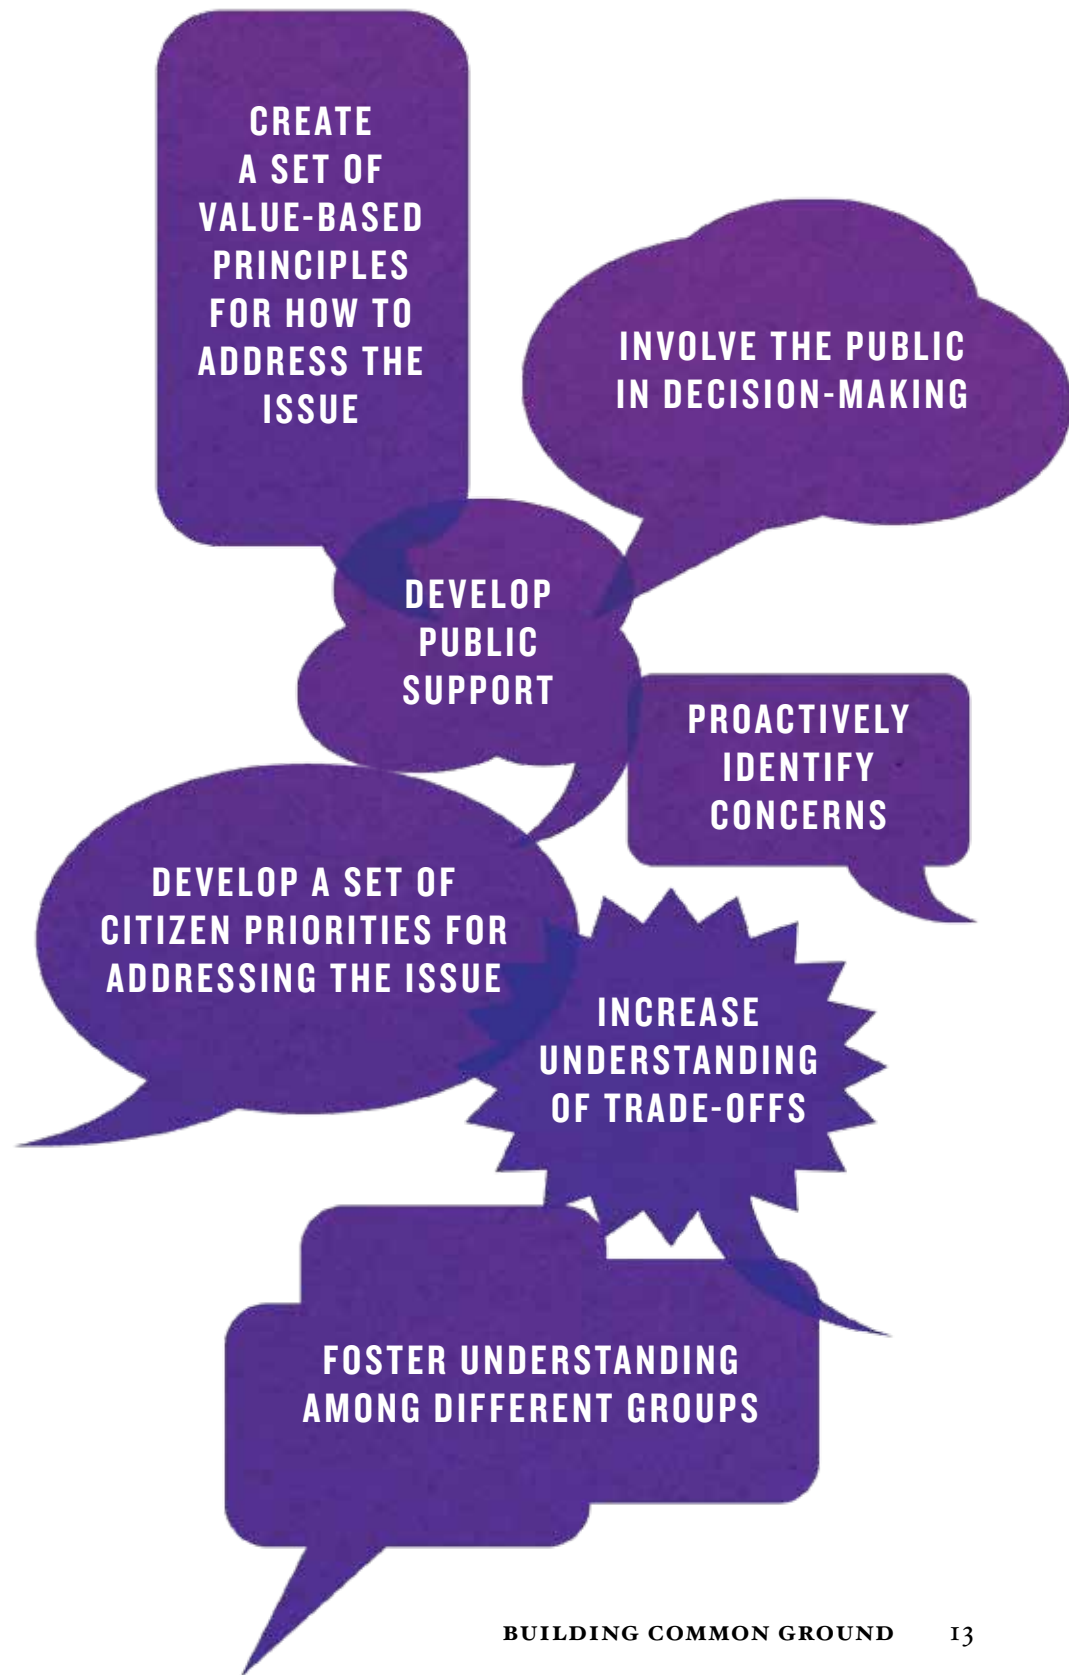 CREATE
A SET OF
VALUE-BASED
PRINCIPLES
FOR HOW TO
ADDRESS THE
ISSUE
INVOLVE THE PUBLIC
IN DECISION-MAKING
DEVELOP
PUBLIC
SUPPORT
PROACTIVELY
IDENTIFY
CONCERNS
DEVELOP A SET OF
CITIZEN PRIORITIES FOR
ADDRESSING THE ISSUE
INCREASE
UNDERSTANDING
OF TRADE-OFFS
FOSTER UNDERSTANDING
AMONG DIFFERENT GROUPS
BUILDING COMMON GROUND 13